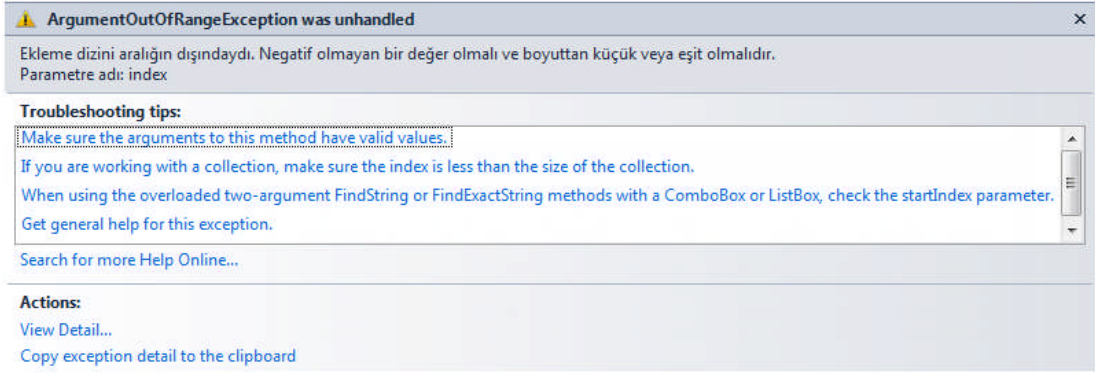 ArgumentOutOfRangeException was unhandled
Ekleme dizini aralığın dışındaydı. Negatif olmayan bir değer olmalı ve boyuttan küçük veya eşit olmalıdır.
Parametre adı: index
Troubleshooting tips:
Make sure the arguments to this method have valid values.
If you are working with a collection, make sure the index is less than the size of the collection.
When using the overloaded two-argument FindString or FindExactString methods with a ComboBox or ListBox, check the startIndex parameter.
Get general help for this exception.
Search for more Help Online...
Actions:
View Detail...
Copy exception detail to the clipboard